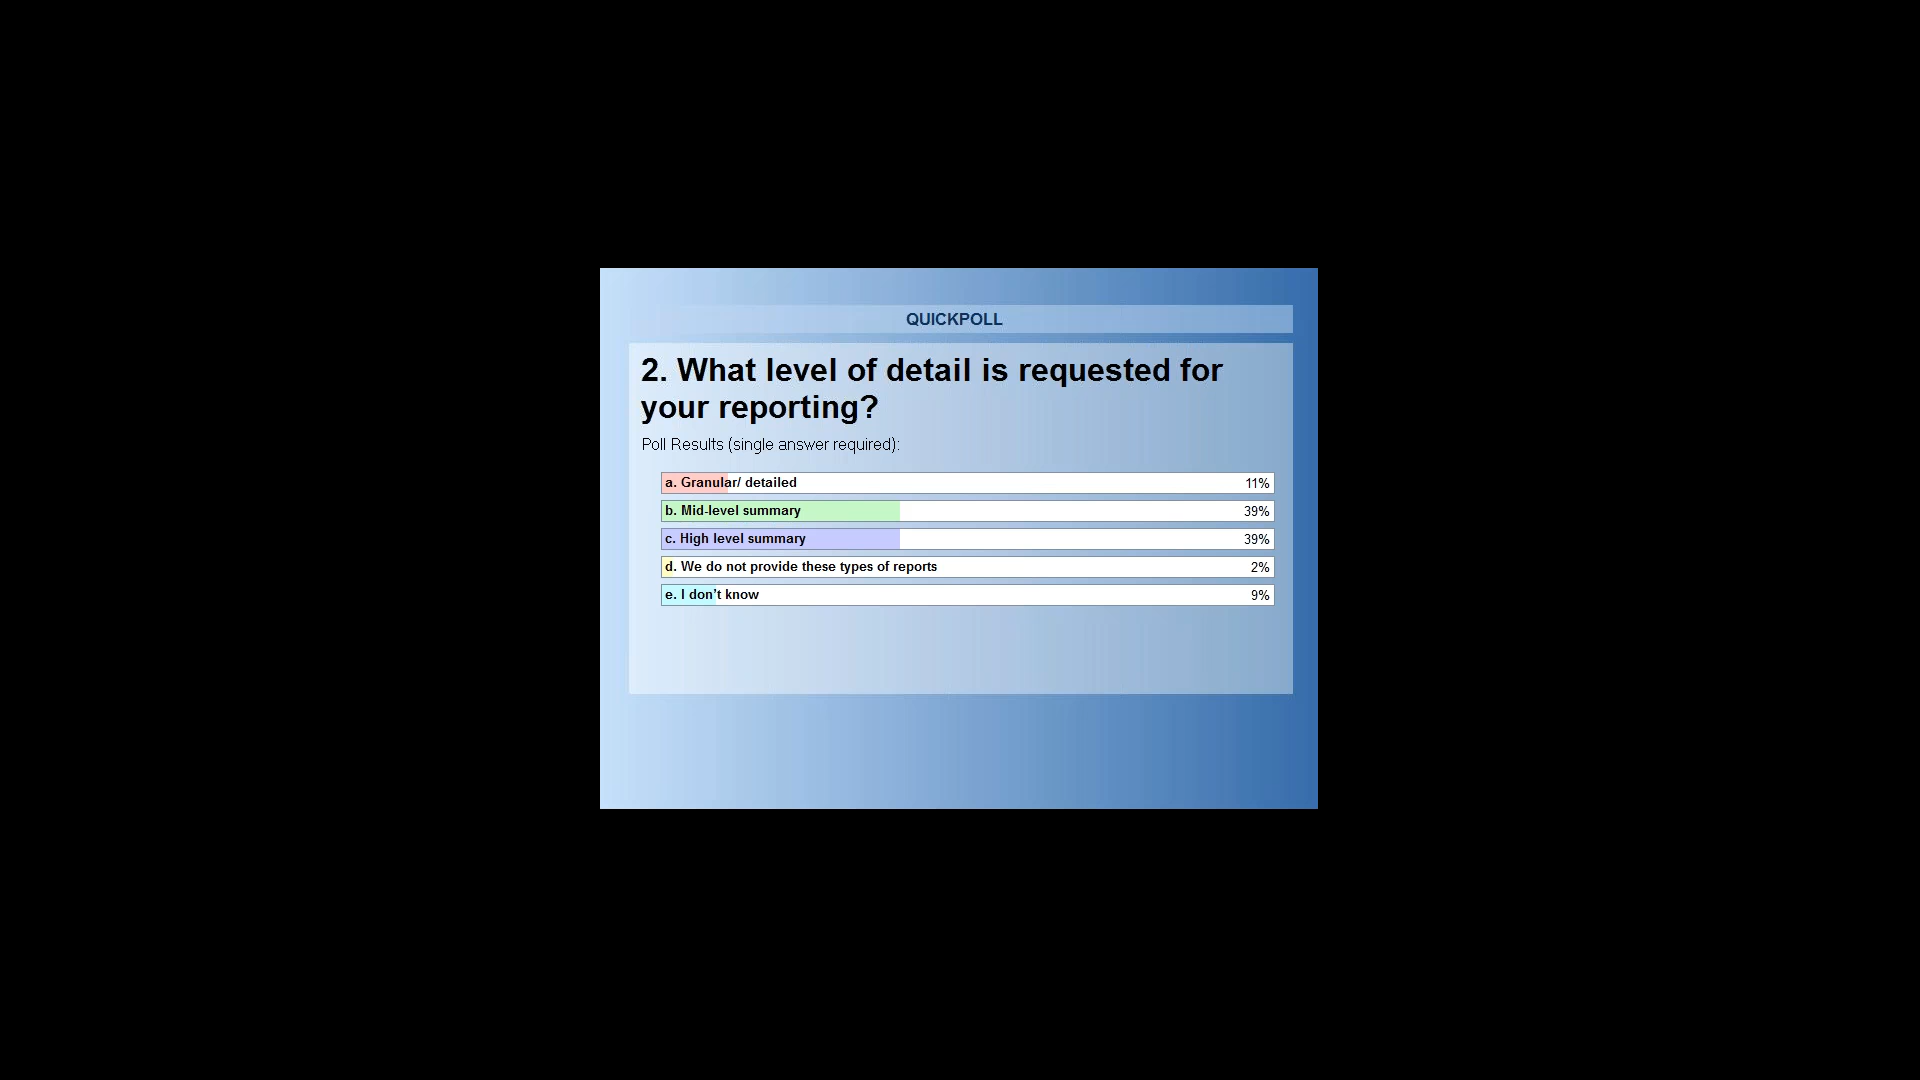 QUICKPOLL
2. What level of detail is requested for
your reporting?
Poll Results (single answer required):
a. Granular/ detailed 11%
b. Mid-level summary 39%
c. High level summary 39%
d. We do not provide these types of reports 2%
e. I don’t know 9%